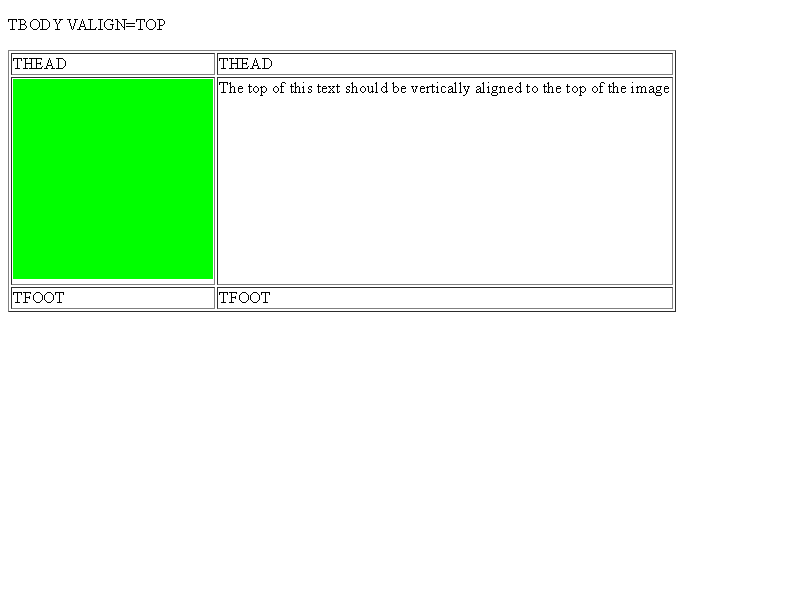 TBODY VALIGN=TOP
THEAD THEAD
The top of this text should be vertically aligned to the top of the image
TFOOT TFOOT